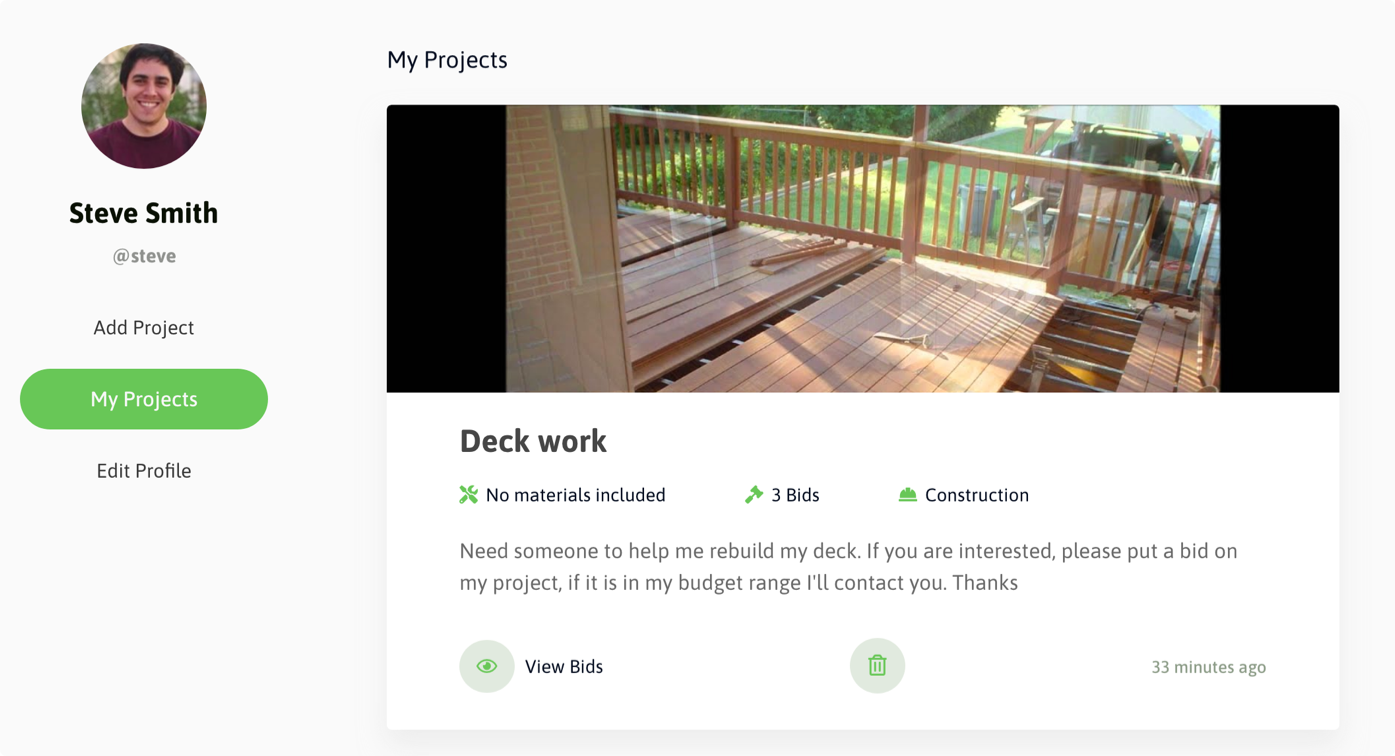 Steve Smith
@steve
Add Project
My Projects
Edit Profile
My Projects
Deck work
No materials included
3 Bids
Construction
Need someone to help me rebuild my deck. If you are interested, please put a bid on
my project, if it is in my budget range I'll contact you. Thanks
View Bids
33 minutes ago